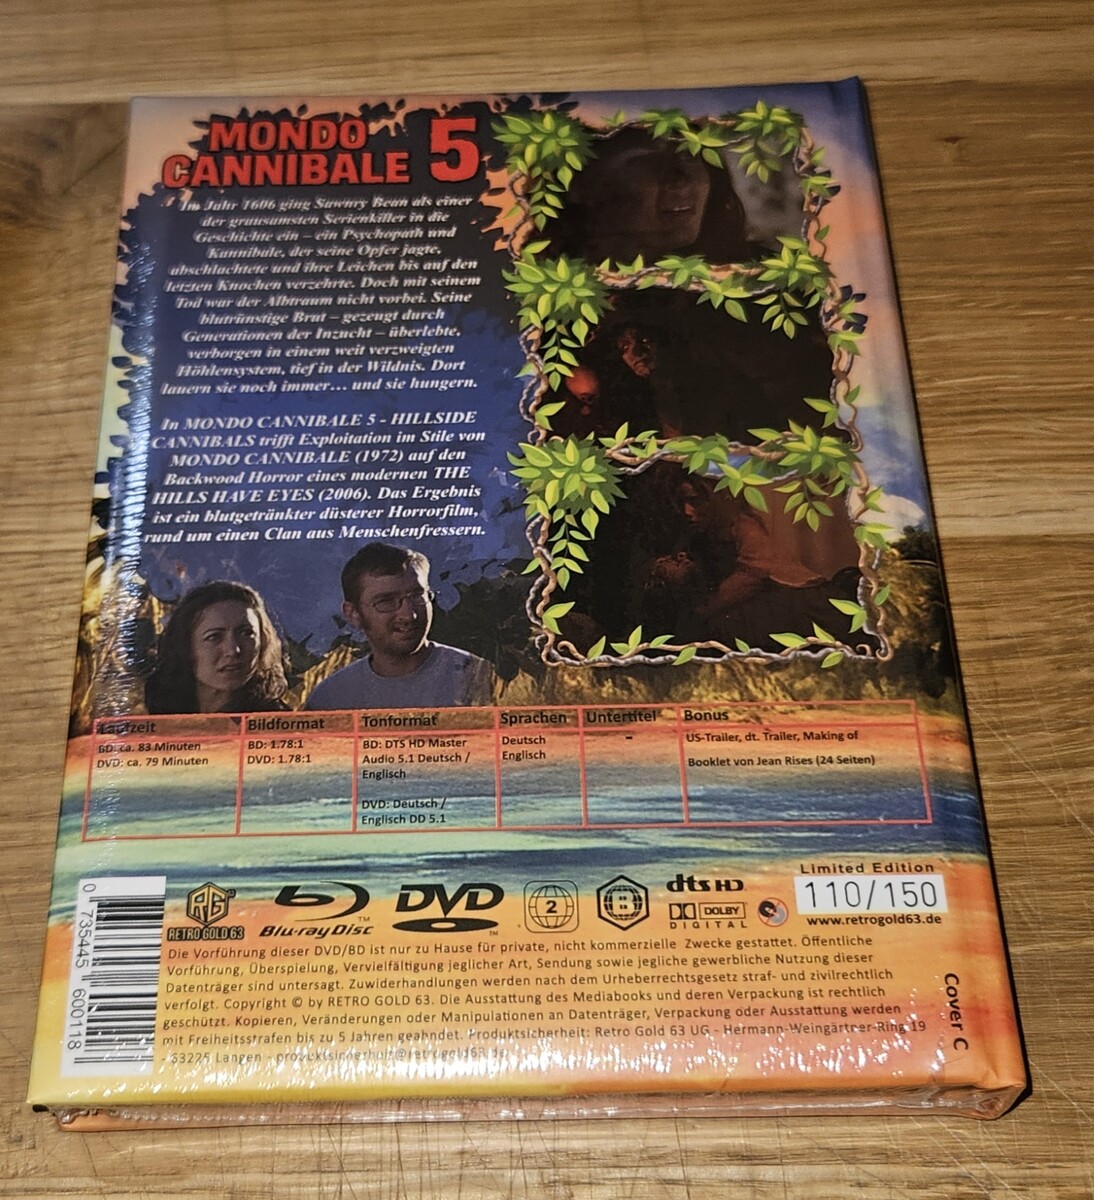 MONDO
CANNIBALE 5
Im Jahr 1606 ging Sawney Bean als einer
der grausamsten Serienkiller in die
Geschichte ein – ein Psychopath und
Kannibale, der seine Opfer jagte,
abschlachtete und ihre Leichen bis auf den
letzten Knochen verzehrte. Doch mit seinem
Tod war der Albtraum nicht vorbei. Seine
blutrünstige Brut – gezeugt durch
Generationen der Inzucht – überlebte,
verborgen in einem weit verzweigten
Höhlensystem, tief in der Wildnis. Dort
lauern sie noch immer... und sie hungern.
In MONDO CANNIBALE 5 - HILLSIDE
CANNIBALS trifft Exploitation im Stile von
MONDO CANNIBALE (1972) auf den
Backwood Horror eines modernen THE
HILLS HAVE EYES (2006). Das Ergebnis
ist ein blutgetränkter düsterer Horrorfilm,
rund um einen Clan aus Menschenfressern.
Laufzeit
BD: ca. 83 Minuten
DVD: ca. 79 Minuten
Bildformat
BD: 1.78:1
DVD: 1.78:1
Tonformat
BD: DTS HD Master
Audio 5.1 Deutsch /
Englisch
DVD: Deutsch /
Englisch DD 5.1
Sprachen
Deutsch
Englisch
Untertitel
–
Bonus
US-Trailer, dt. Trailer, Making of
Booklet von Jean Rises (24 Seiten)
0 735445 600118
RG
RETRO GOLD 63
Blu-ray Disc™
DVD™
2
B
dts HD
DOLBY
DIGITAL
Limited Edition
110/150
www.retrogold63.de
Die Vorführung dieser DVD/BD ist nur zu Hause für private, nicht kommerzielle Zwecke gestattet. Öffentliche
Vorführung, Überspielung, Vervielfältigung jeglicher Art, Sendung sowie jegliche gewerbliche Nutzung dieser
Datenträger sind untersagt. Zuwiderhandlungen werden nach dem Urheberrechtsgesetz straf- und zivilrechtlich
verfolgt. Copyright © by RETRO GOLD 63. Die Ausstattung des Mediabooks und deren Verpackung ist rechtlich
geschützt. Kopieren, Veränderungen oder Manipulationen an Datenträger, Verpackung oder Ausstattung werden
mit Freiheitsstrafen bis zu 5 Jahren geahndet. Produktsicherheit: Retro Gold 63 UG - Hermann-Weingärtner-Ring 19
- 63225 Langen -
Cover C